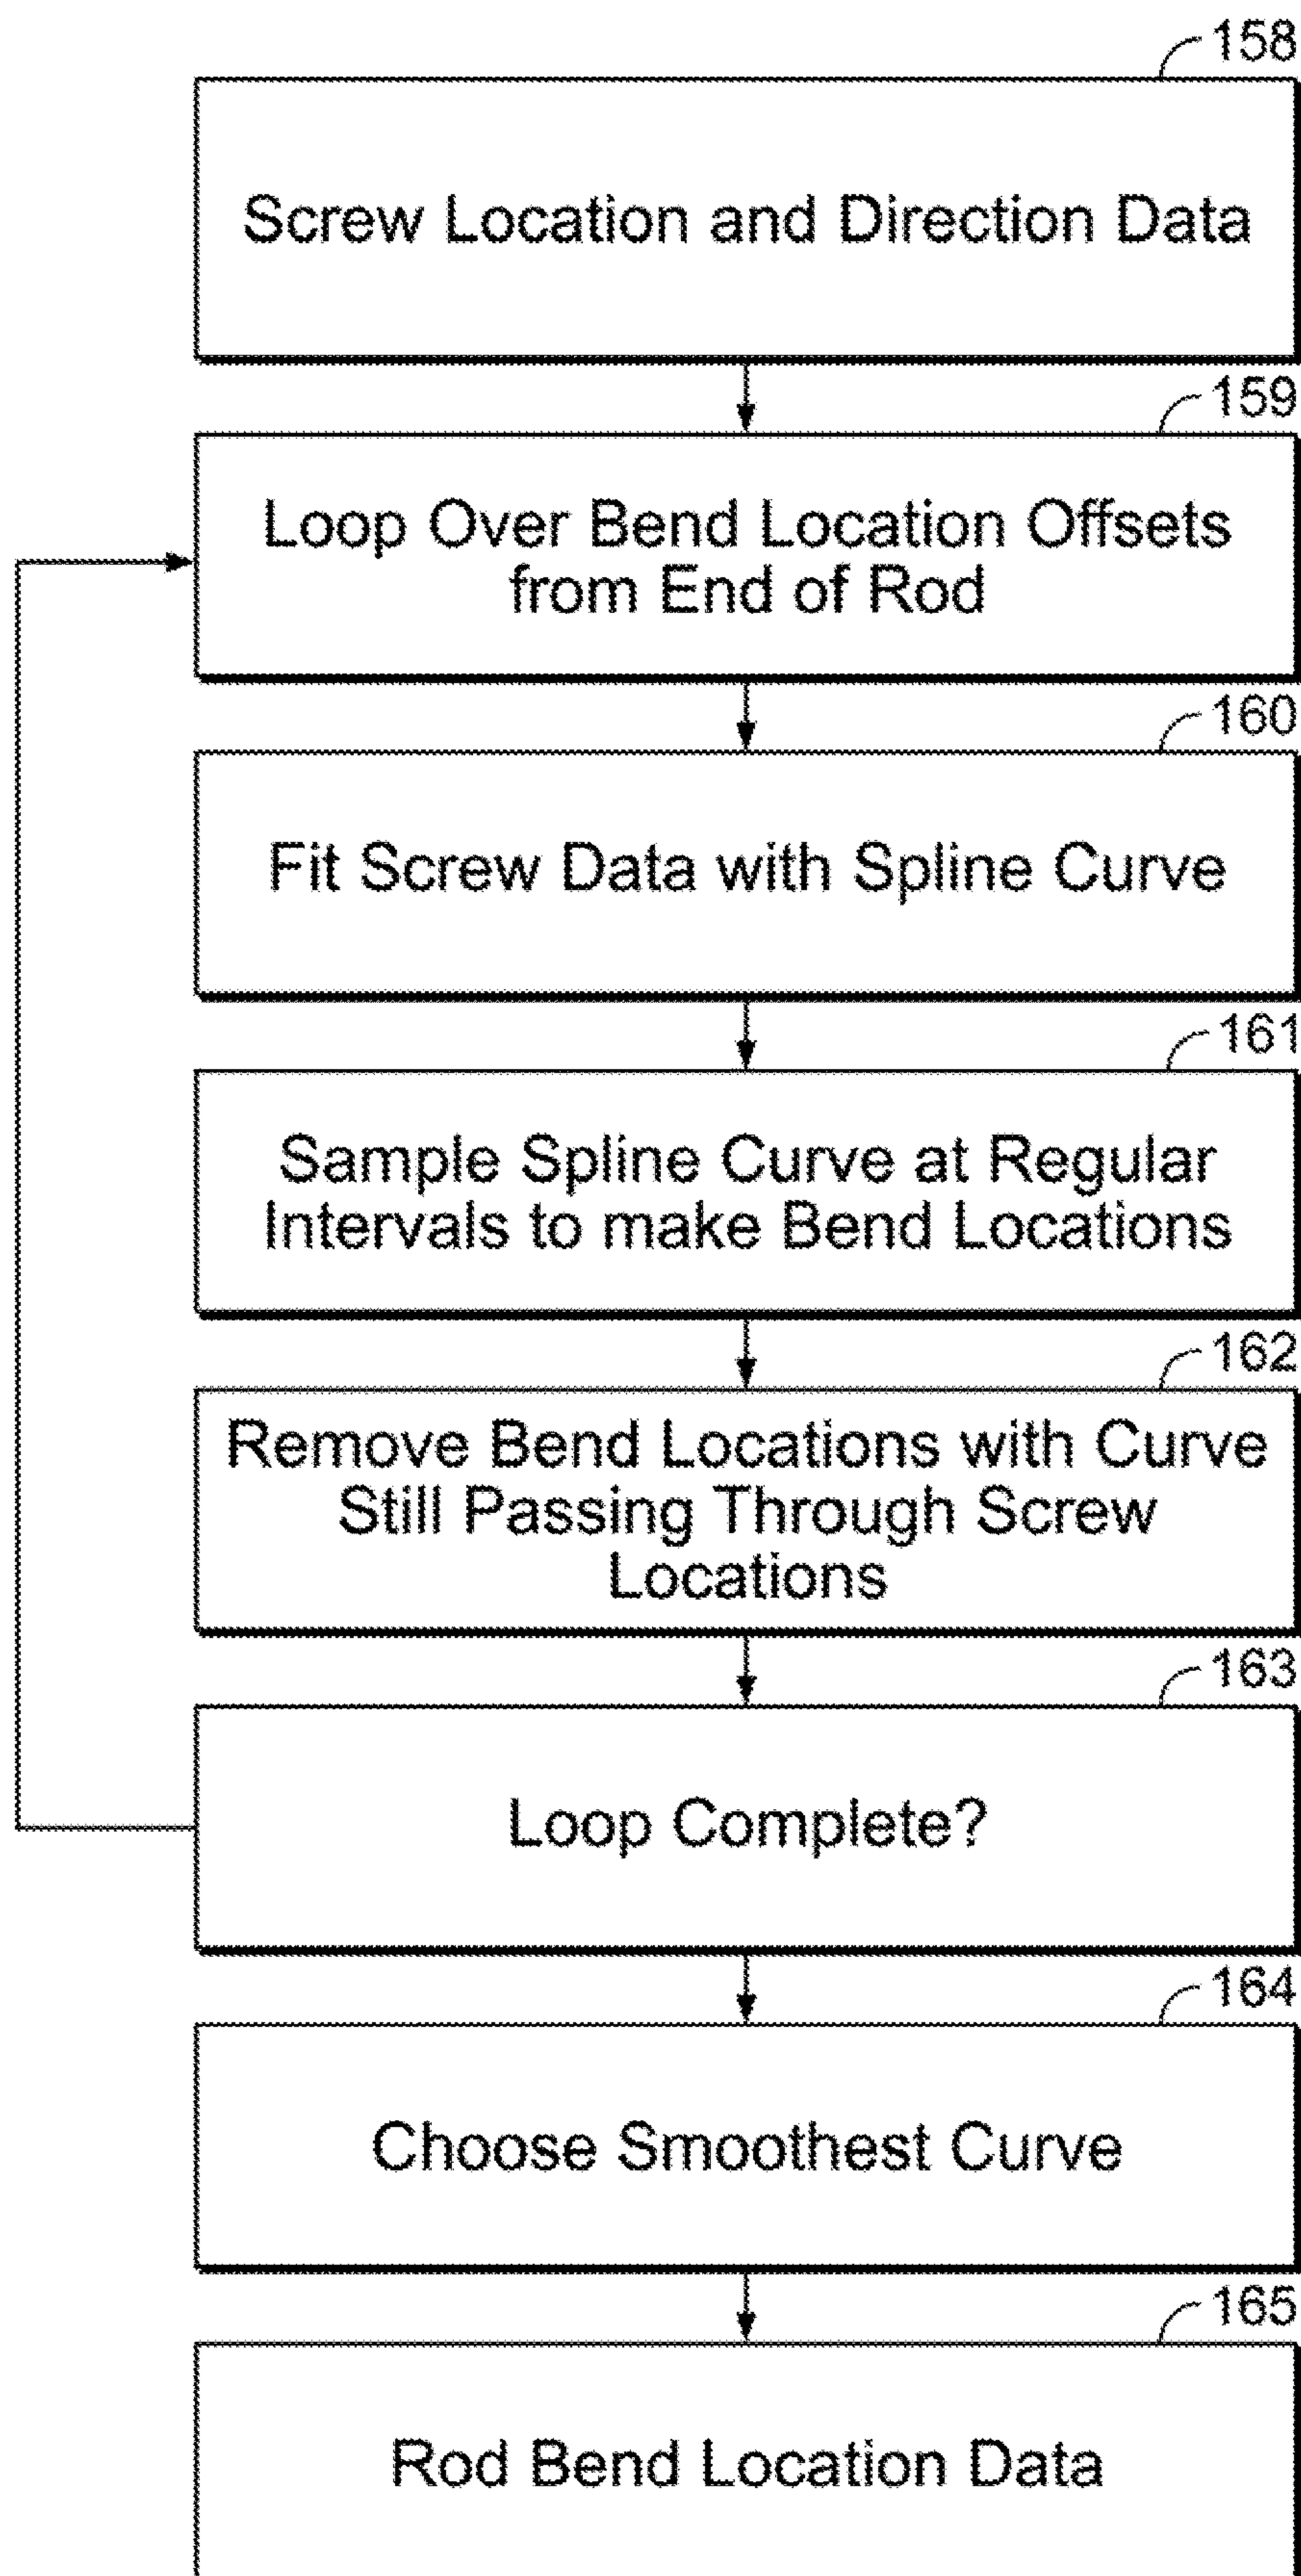 158
Screw Location and Direction Data
159
Loop Over Bend Location Offsets
from End of Rod
160
Fit Screw Data with Spline Curve
161
Sample Spline Curve at Regular
Intervals to make Bend Locations
162
Remove Bend Locations with Curve
Still Passing Through Screw
Locations
163
Loop Complete?
164
Choose Smoothest Curve
165
Rod Bend Location Data